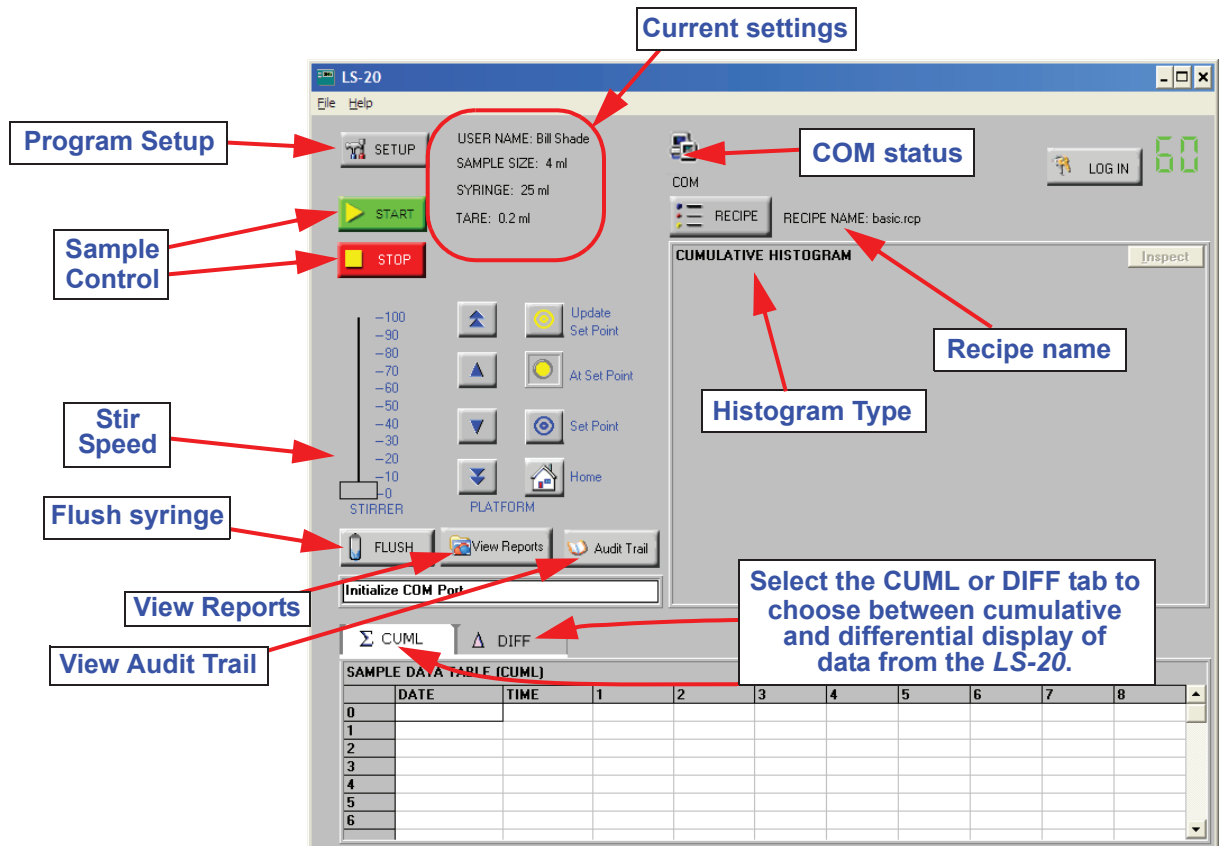 Current settings
LS-20
File Help
Program Setup
SETUP
USER NAME: Bill Shade
SAMPLE SIZE: 4 ml
SYRINGE: 25 ml
TARE: 0.2 ml
COM status
COM
LOG IN
60
START
RECIPE
RECIPE NAME: basic.rcp
Sample
Control
STOP
CUMULATIVE HISTOGRAM
Inspect
Recipe name
Histogram Type
100
90
80
70
60
50
40
30
20
10
0
STIRRER
Stir
Speed
Update
Set Point
At Set Point
Set Point
Home
PLATFORM
Flush syringe
FLUSH
View Reports
Audit Trail
Initialize COM Port
View Reports
View Audit Trail
Select the CUML or DIFF tab to
choose between cumulative
and differential display of
data from the LS-20.
Σ CUML
Δ DIFF
SAMPLE DATA TABLE (CUML)
DATE TIME 1 2 3 4 5 6 7 8
0
1
2
3
4
5
6